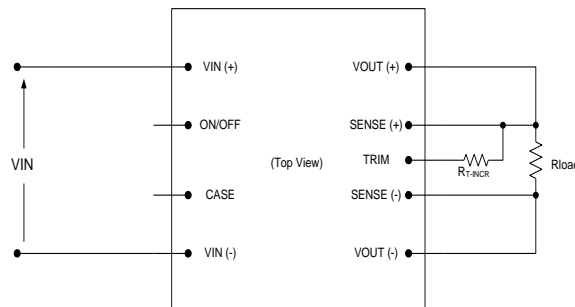 VIN (+)
VOUT (+)
ON/OFF
SENSE (+)
VIN
(Top View)
TRIM
RT-INCR
Rload
CASE
SENSE (-)
VIN (-)
VOUT (-)